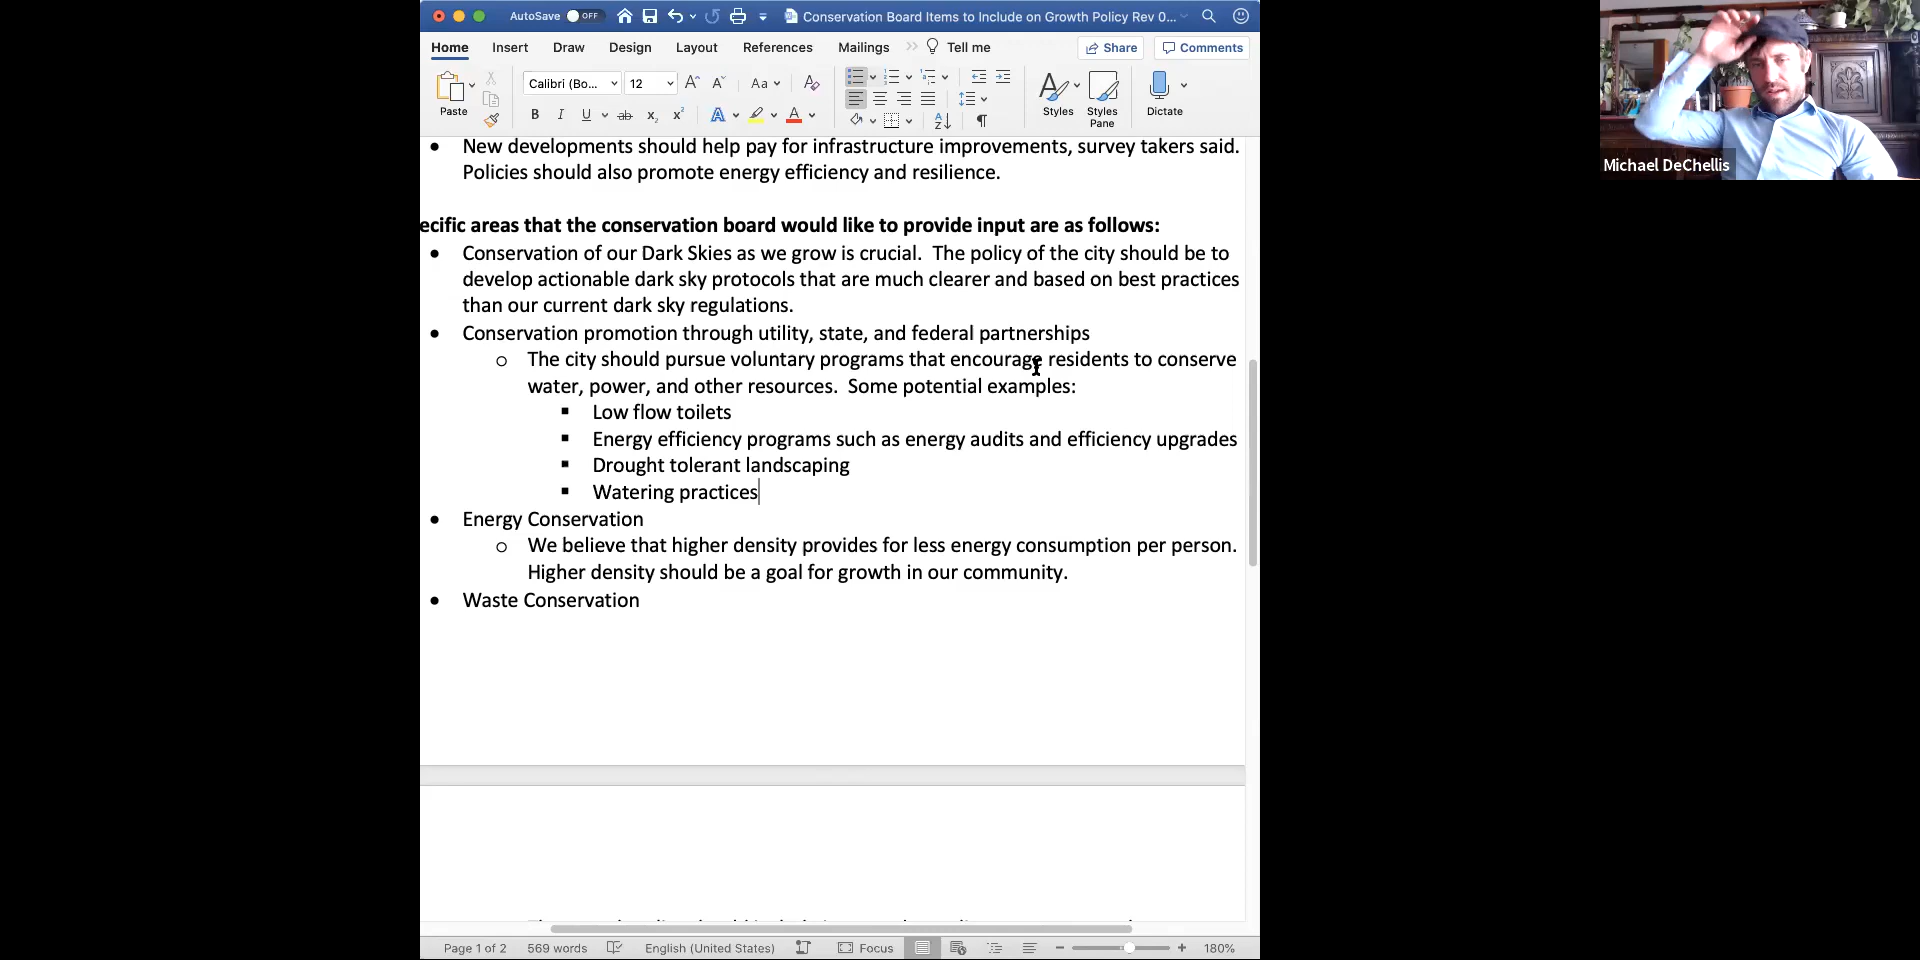 AutoSave OFF Conservation Board Items to Include on Growth Policy Rev 0...
Home Insert Draw Design Layout References Mailings Tell me Share Comments
Calibri (Bo... 12 Aa
Paste B I U ab x2 x2 A A Styles Styles Pane Dictate
• New developments should help pay for infrastructure improvements, survey takers said.
Policies should also promote energy efficiency and resilience.
ecific areas that the conservation board would like to provide input are as follows:
• Conservation of our Dark Skies as we grow is crucial. The policy of the city should be to
develop actionable dark sky protocols that are much clearer and based on best practices
than our current dark sky regulations.
• Conservation promotion through utility, state, and federal partnerships
o The city should pursue voluntary programs that encourage residents to conserve
water, power, and other resources. Some potential examples:
▪ Low flow toilets
▪ Energy efficiency programs such as energy audits and efficiency upgrades
▪ Drought tolerant landscaping
▪ Watering practices
• Energy Conservation
o We believe that higher density provides for less energy consumption per person.
Higher density should be a goal for growth in our community.
• Waste Conservation
Page 1 of 2 569 words English (United States) Focus 180%
Michael DeChellis